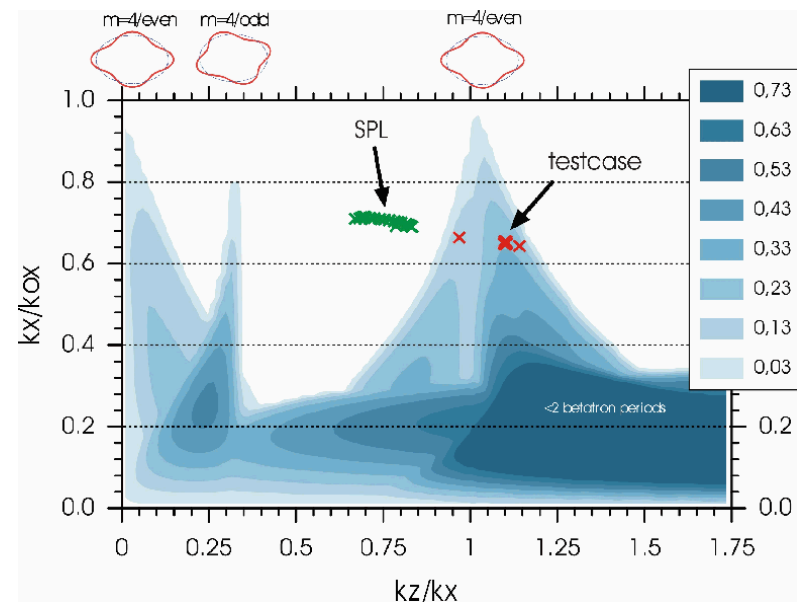 m=4/even m=4/odd m=4/even
1.0
0.8
0.6
0.4
0.2
0.0
kx/kox
SPL
testcase
0,73
0,63
0,53
0,43
0,33
0,23
0,13
0,03
<2 betatron periods
0.2
0.0
0 0.25 0.5 0.75 1 1.25 1.5 1.75
kz/kx